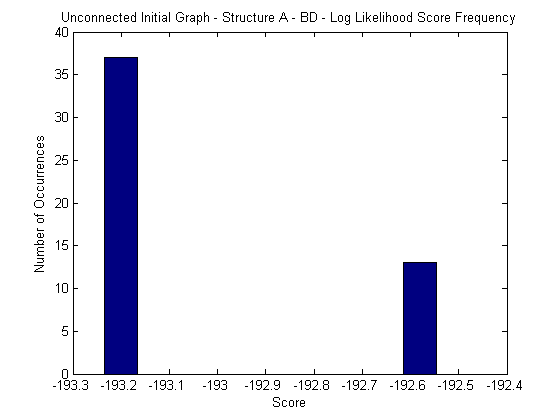 Unconnected Initial Graph - Structure A - BD - Log Likelihood Score Frequency
40
35
30
25
20
15
10
5
0
Number of Occurrences
-193.3 -193.2 -193.1 -193 -192.9 -192.8 -192.7 -192.6 -192.5 -192.4
Score